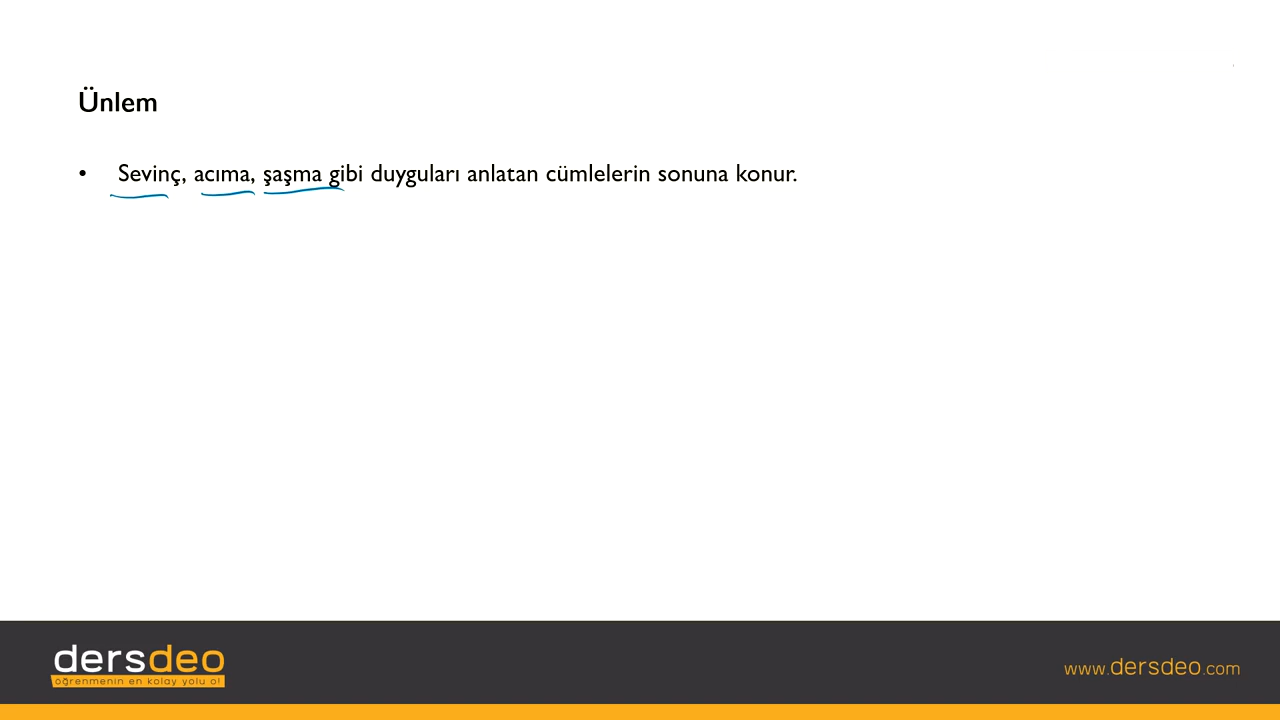 Ünlem
• Sevinç, acıma, şaşma gibi duyguları anlatan cümlelerin sonuna konur.
dersdeo
öğrenmenin en kolay yolu o!
www.dersdeo.com